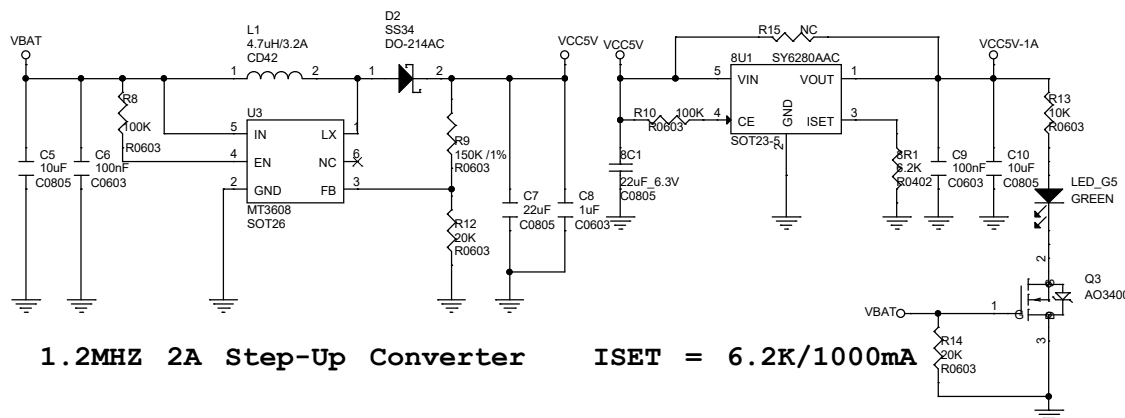 VBAT
L1
4.7uH/3.2A
CD42
1 2
D2
SS34
DO-214AC
1 2
VCC5V
R8
100K
R0603
C5
10uF
C0805
C6
100nF
C0603
U3
5 IN LX 1
4 EN NC 6
2 GND FB 3
MT3608
SOT26
R9
150K /1%
R0603
R12
20K
R0603
C7
22uF
C0805
C8
1uF
C0603
R15 NC
VCC5V
8U1 SY6280AAC
5 VIN VOUT 1
4 CE GND ISET 3
2
SOT23-5
R10 100K
R0603
8C1
22uF_6.3V
C0805
8R1
6.2K
R0402
C9
100nF
C0603
C10
10uF
C0805
VCC5V-1A
R13
10K
R0603
LED_G5
GREEN
2
Q3
AO3400
1
G
3
VBAT
R14
20K
R0603
1.2MHZ 2A Step-Up Converter
ISET = 6.2K/1000mA